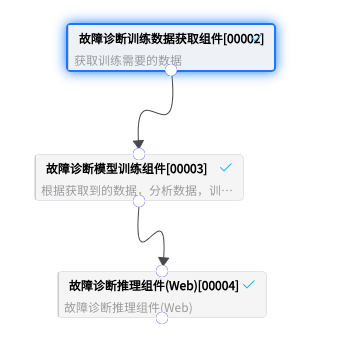 故障诊断训练数据获取组件[00002]
获取训练需要的数据
故障诊断模型训练组件[00003]
根据获取到的数据，分析数据，训…
故障诊断推理组件(Web)[00004]
故障诊断推理组件(Web)